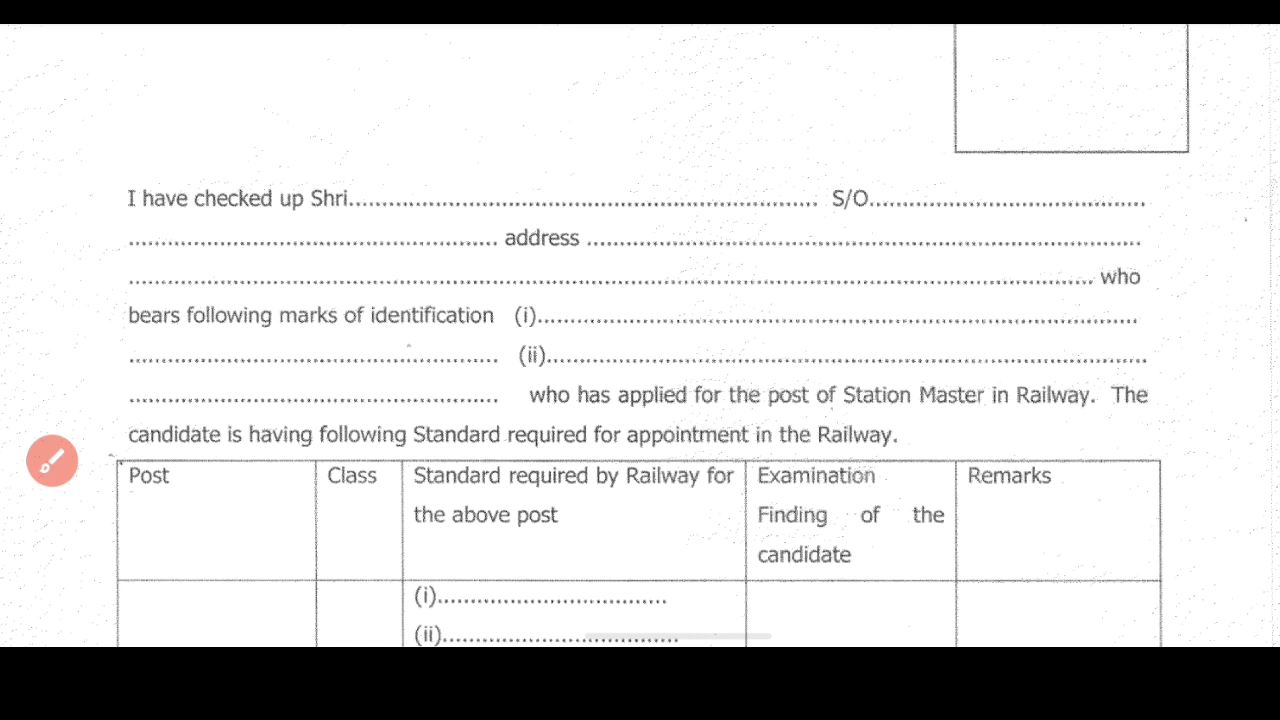 I have checked up Shri........................................................................ S/O..........................................
......................................................... address .....................................................................................
.................................................................................................................................................... who
bears following marks of identification (i)............................................................................................
......................................................... (ii)............................................................................................
......................................................... who has applied for the post of Station Master in Railway. The
candidate is having following Standard required for appointment in the Railway.
Post Class Standard required by Railway for Examination Remarks
the above post Finding of the
candidate
(i)...................................
(ii)....................................